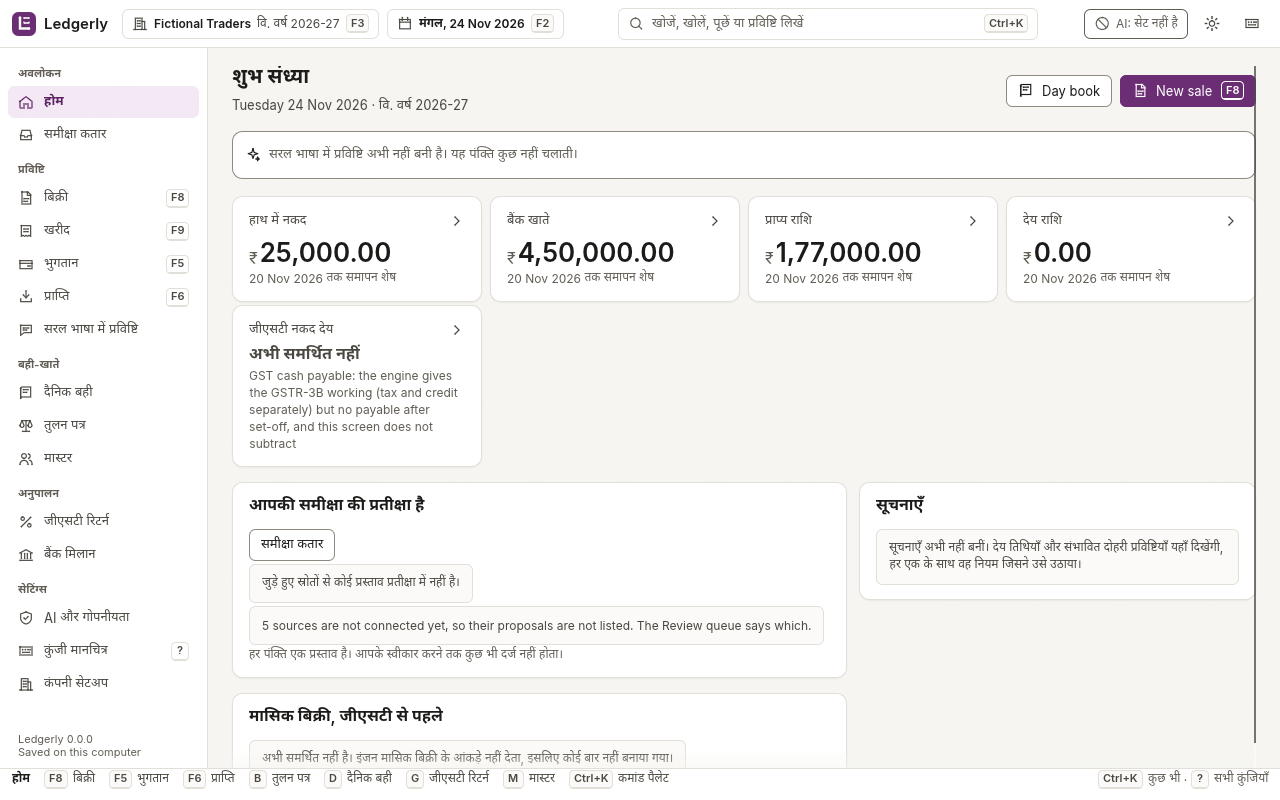 Ledgerly
Fictional Traders वि. वर्ष 2026-27 F3
मंगल, 24 Nov 2026 F2
खोजें, खोलें, पूछें या प्रविष्टि लिखें Ctrl+K
AI: सेट नहीं है
अवलोकन
होम
समीक्षा कतार
प्रविष्टि
बिक्री F8
खरीद F9
भुगतान F5
प्राप्ति F6
सरल भाषा में प्रविष्टि
बही-खाते
दैनिक बही
तुलन पत्र
मास्टर
अनुपालन
जीएसटी रिटर्न
बैंक मिलान
सेटिंग्स
AI और गोपनीयता
कुंजी मानचित्र ?
कंपनी सेटअप
Ledgerly 0.0.0
Saved on this computer
शुभ संध्या
Tuesday 24 Nov 2026 · वि. वर्ष 2026-27
Day book
New sale F8
सरल भाषा में प्रविष्टि अभी नहीं बनी है। यह पंक्ति कुछ नहीं चलाती।
हाथ में नकद
₹25,000.00
20 Nov 2026 तक समापन शेष
बैंक खाते
₹4,50,000.00
20 Nov 2026 तक समापन शेष
प्राप्य राशि
₹1,77,000.00
20 Nov 2026 तक समापन शेष
देय राशि
₹0.00
20 Nov 2026 तक समापन शेष
जीएसटी नकद देय
अभी समर्थित नहीं
GST cash payable: the engine gives
the GSTR-3B working (tax and credit
separately) but no payable after
set-off, and this screen does not
subtract
आपकी समीक्षा की प्रतीक्षा है
समीक्षा कतार
जुड़े हुए स्रोतों से कोई प्रस्ताव प्रतीक्षा में नहीं है।
5 sources are not connected yet, so their proposals are not listed. The Review queue says which.
हर पंक्ति एक प्रस्ताव है। आपके स्वीकार करने तक कुछ भी दर्ज नहीं होता।
सूचनाएँ
सूचनाएँ अभी नहीं बनीं। देय तिथियाँ और संभावित दोहरी प्रविष्टियाँ यहाँ दिखेंगी,
हर एक के साथ वह नियम जिसने उसे उठाया।
मासिक बिक्री, जीएसटी से पहले
अभी समर्थित नहीं है। इंजन मासिक बिक्री के आंकड़े नहीं देता, इसलिए कोई बार नहीं बनाया गया।
होम F8 बिक्री F5 भुगतान F6 प्राप्ति B तुलन पत्र D दैनिक बही G जीएसटी रिटर्न M मास्टर Ctrl+K कमांड पैलेट
Ctrl+K कुछ भी · ? सभी कुंजियाँ